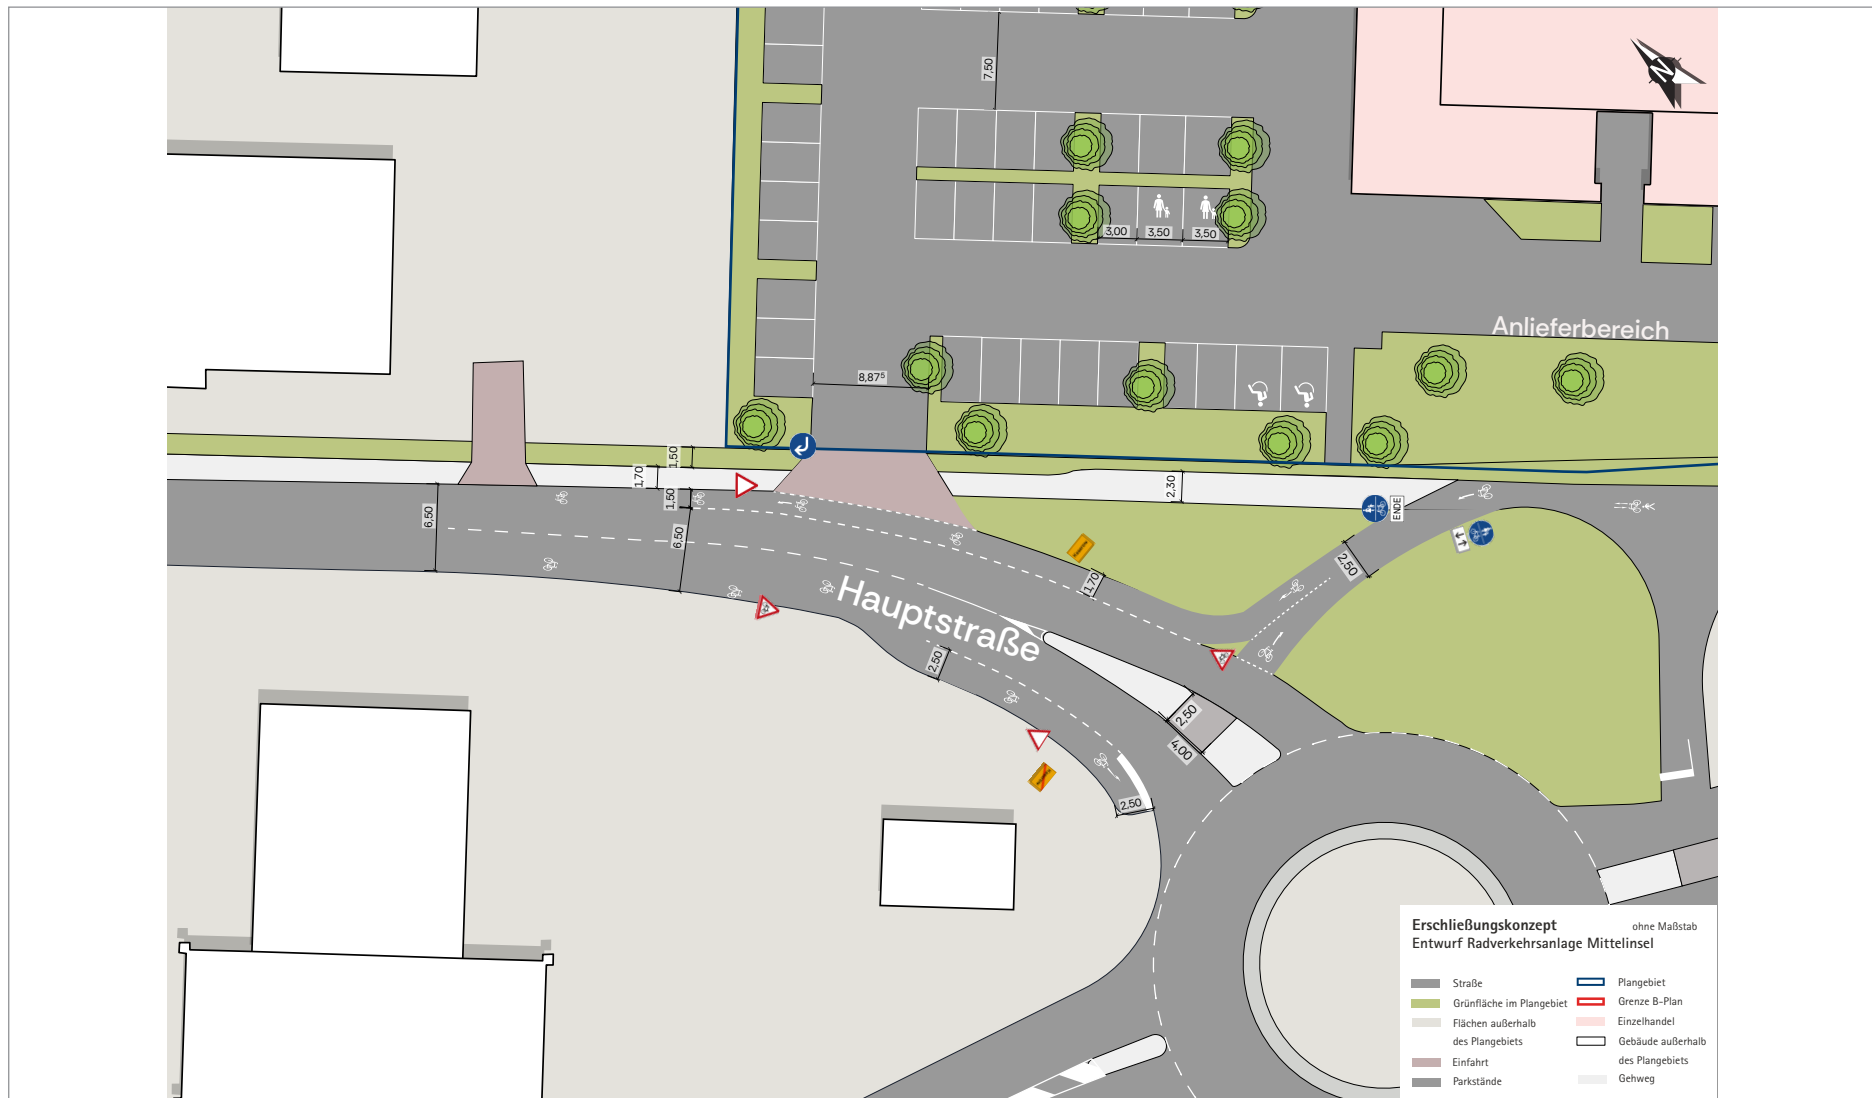 7,50
N
3,00
3,50
3,50
Anlieferbereich
8,87⁵
1,50
1,70
1,50
2,30
6,50
6,50
ENDE
2,50
1,70
Hauptstraße
2,50
2,50
4,00
2,50
Erschließungskonzept
ohne Maßstab
Entwurf Radverkehrsanlage Mittelinsel
Straße
Grünfläche im Plangebiet
Flächen außerhalb
des Plangebiets
Einfahrt
Parkstände
Plangebiet
Grenze B-Plan
Einzelhandel
Gebäude außerhalb
des Plangebiets
Gehweg